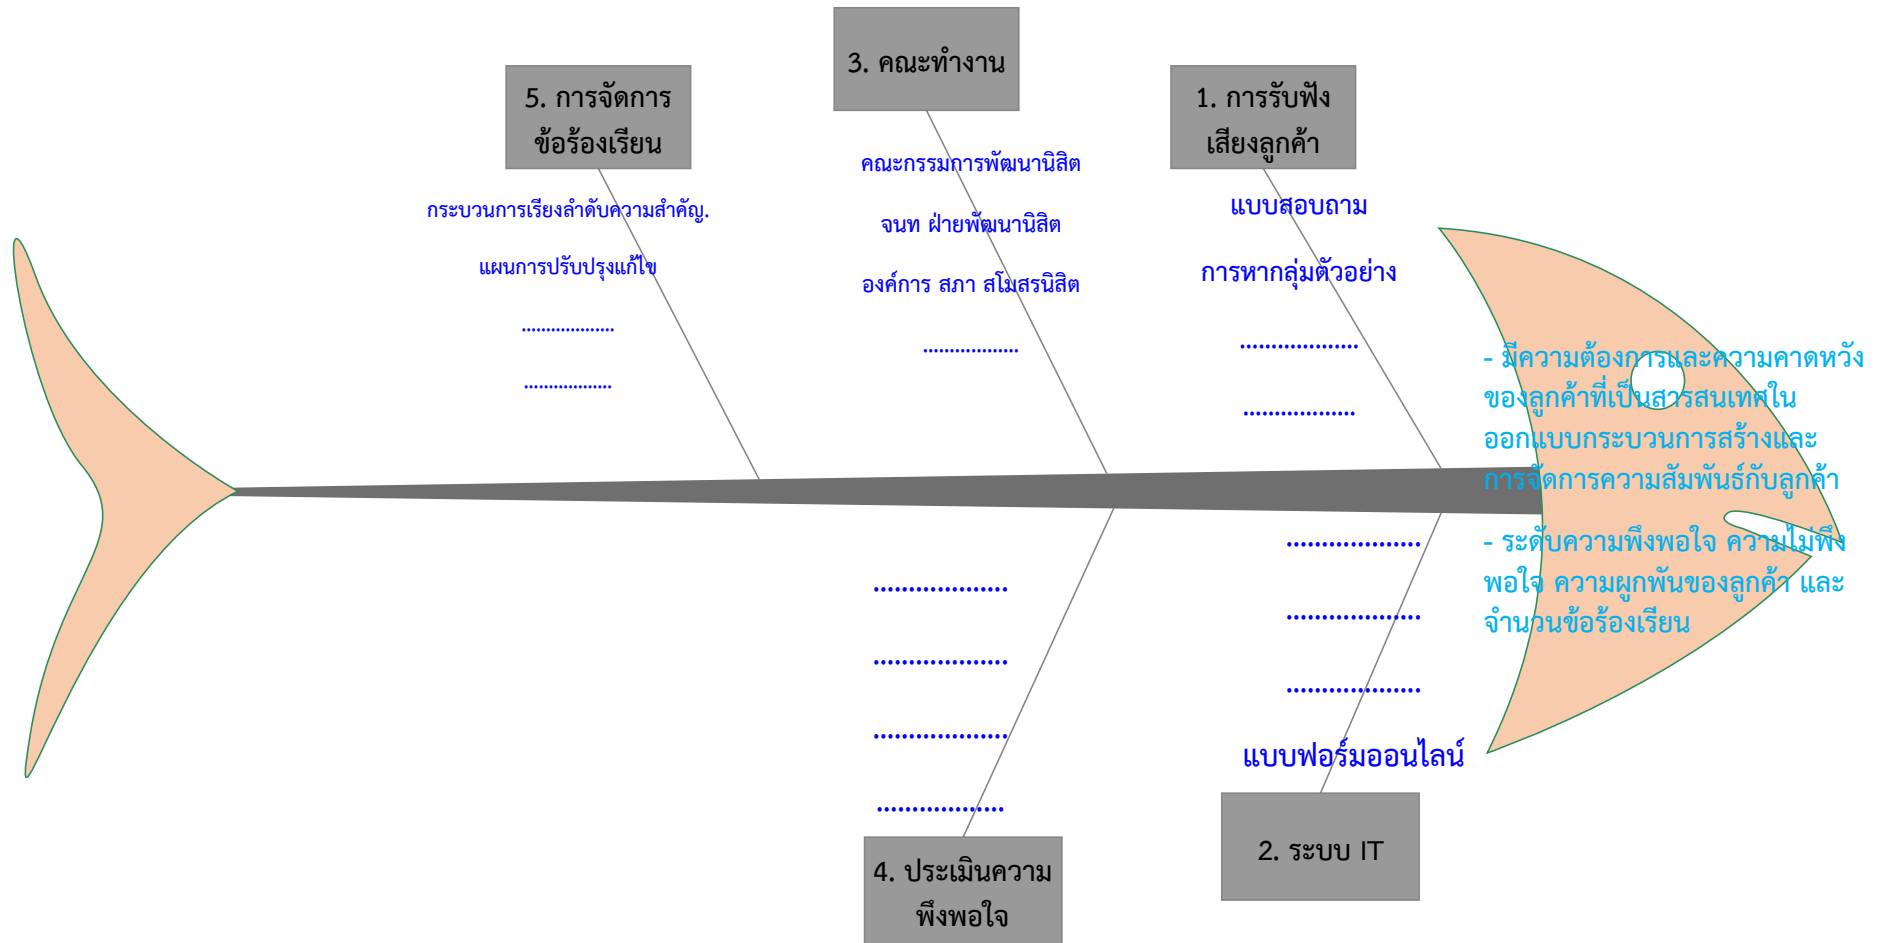 3. คณะทำงาน
5. การจัดการ
ข้อร้องเรียน
1. การรับฟัง
เสียงลูกค้า
กระบวนการเรียงลำดับความสำคัญ.
แผนการปรับปรุงแก้ไข
...................
..................
คณะกรรมการพัฒนานิสิต
จนท ฝ่ายพัฒนานิสิต
องค์การ สภา สโมสรนิสิต
..................
แบบสอบถาม
การหากลุ่มตัวอย่าง
...................
..................
- มีความต้องการและความคาดหวัง
ของลูกค้าที่เป็นสารสนเทศใน
ออกแบบกระบวนการสร้างและ
การจัดการความสัมพันธ์กับลูกค้า
- ระดับความพึงพอใจ ความไม่พึง
พอใจ ความผูกพันของลูกค้า และ
จำนวนข้อร้องเรียน
...................
...................
...................
..................
4. ประเมินความ
พึงพอใจ
...................
...................
...................
แบบฟอร์มออนไลน์
2. ระบบ IT